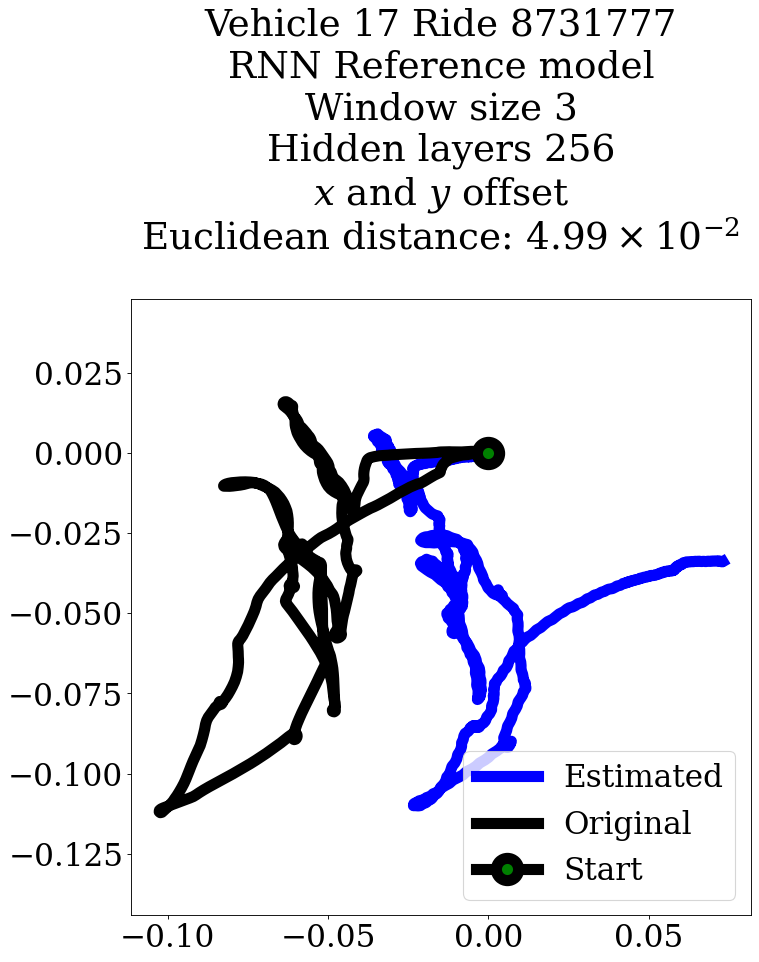 Vehicle 17 Ride 8731777
RNN Reference model
Window size 3
Hidden layers 256
x and y offset
Euclidean distance: 4.99 × 10⁻²
0.025
0.000
−0.025
−0.050
−0.075
−0.100
−0.125
Estimated
Original
Start
−0.10
−0.05
0.00
0.05